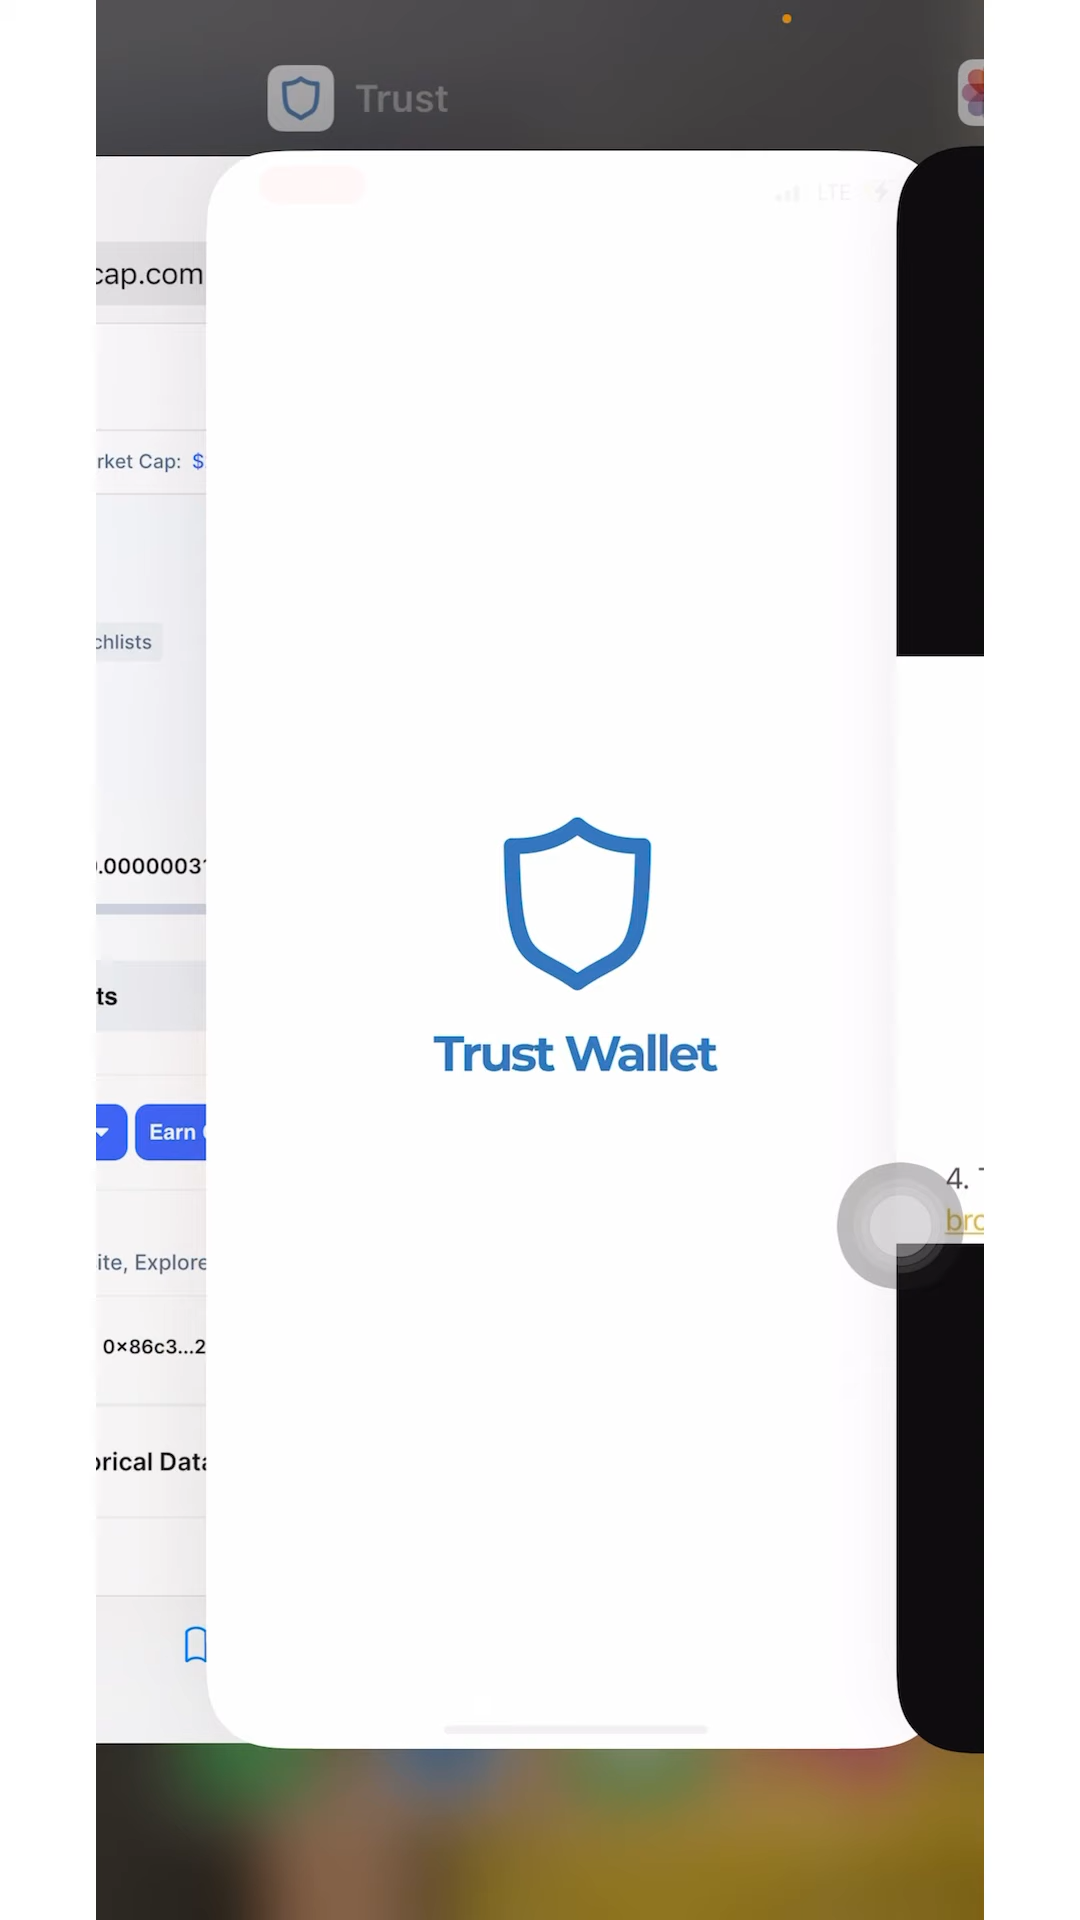 Trust
LTE
cap.com
rket Cap: $
chlists
.0000003
Trust Wallet
ts
Earn
4.
bro
ite, Explore
0×86c3...2
orical Data